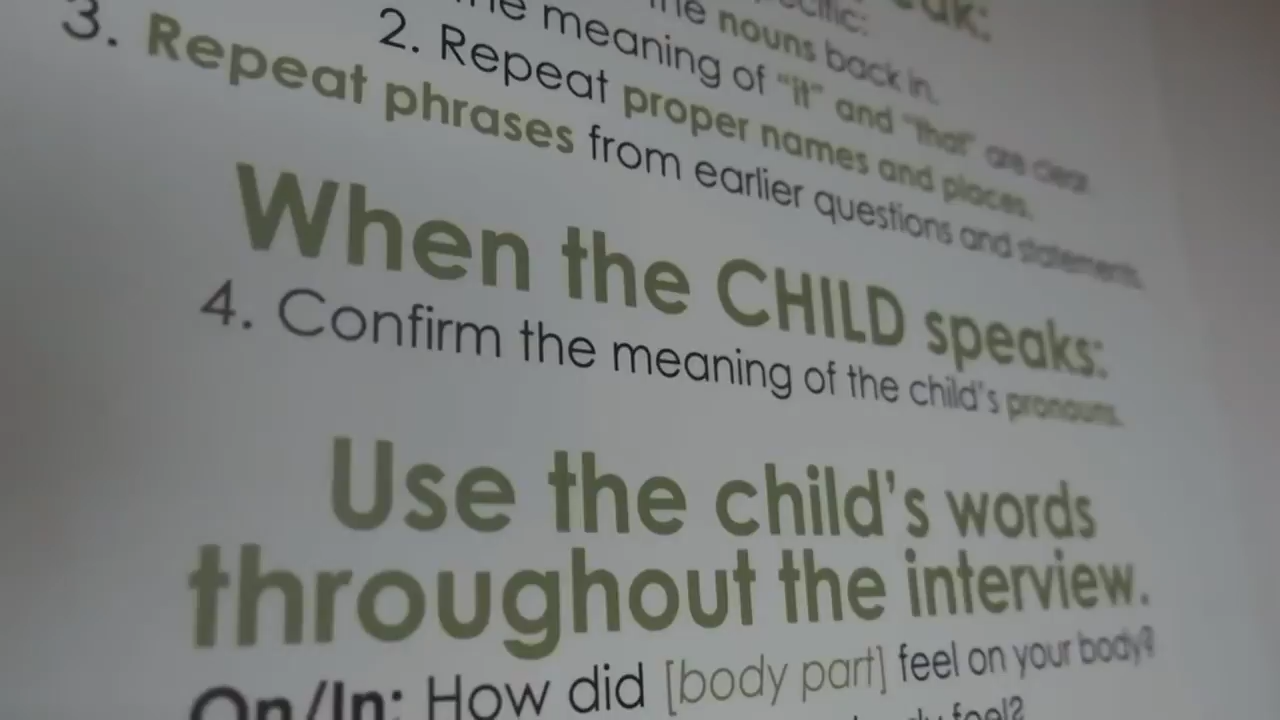 nouns back in.
meaning of "it" and "that" are clear.
2. Repeat proper names and places.
3. Repeat phrases from earlier questions and statements.
When the CHILD speaks:
4. Confirm the meaning of the child's pronouns.
Use the child's words
throughout the interview.
On/In: How did [body part] feel on your body?
feel?